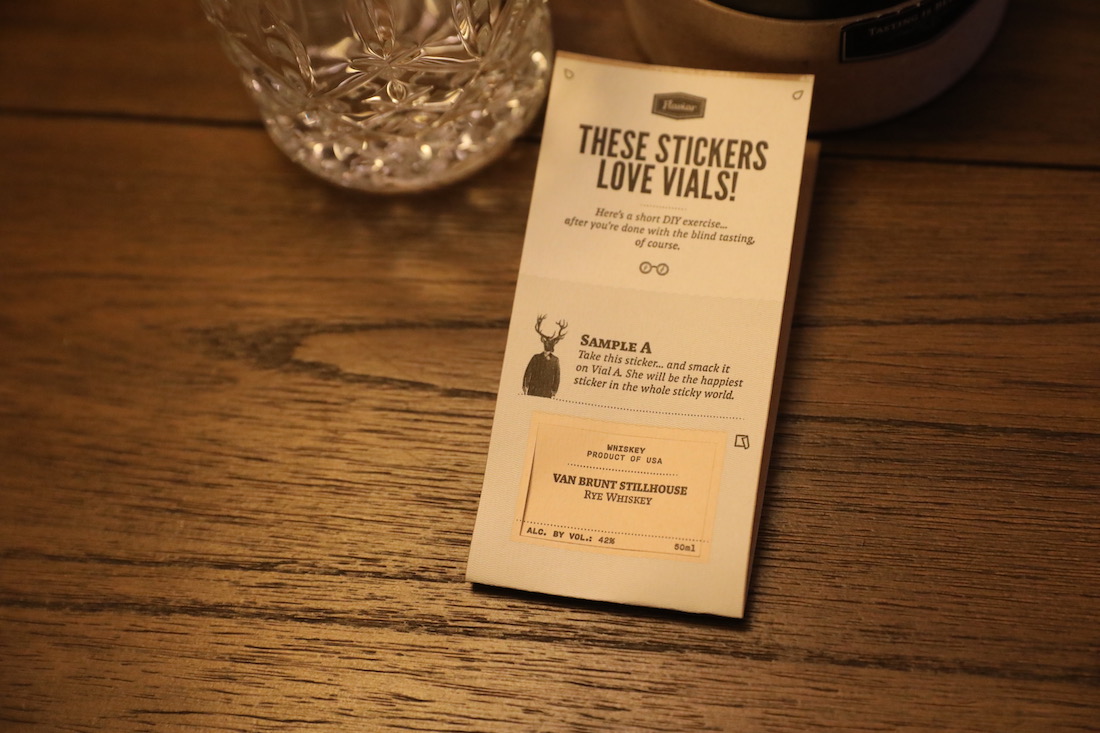 Flaviar
THESE STICKERS
LOVE VIALS!
Here's a short DIY exercise...
after you're done with the blind tasting,
of course.
SAMPLE A
Take this sticker... and smack it
on Vial A. She will be the happiest
sticker in the whole sticky world.
WHISKEY
PRODUCT OF USA
VAN BRUNT STILLHOUSE
RYE WHISKEY
ALC. BY VOL.: 42% 50ml